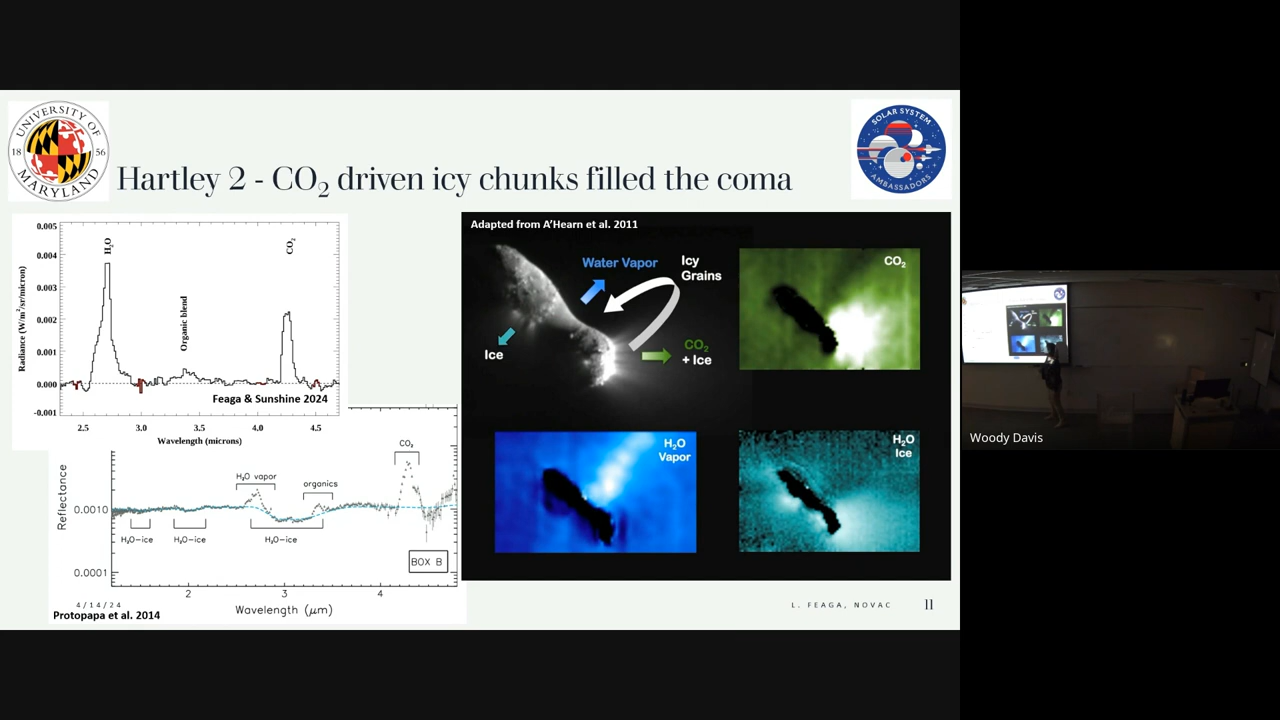 UNIVERSITY OF
18 56
MARYLAND
SOLAR SYSTEM
AMBASSADORS
Hartley 2 - CO₂ driven icy chunks filled the coma
0.005
0.004
0.003
0.002
0.001
0.000
-0.001
Radiance (W/m²/sr/micron)
H₂O
Organic blend
CO₂
Feaga & Sunshine 2024
2.5 3.0 3.5 4.0 4.5
Wavelength (microns)
Adapted from A'Hearn et al. 2011
Water Vapor
Icy
Grains
Ice
CO₂
+ Ice
CO₂
H₂O
Vapor
H₂O
Ice
Reflectance
0.0010
0.0001
CO₂
H₂O vapor
organics
H₂O-ice
H₂O-ice
H₂O-ice
BOX B
2 3 4
Wavelength (μm)
4/14/24
Protopapa et al. 2014
L. FEAGA, NOVAC
11
Woody Davis